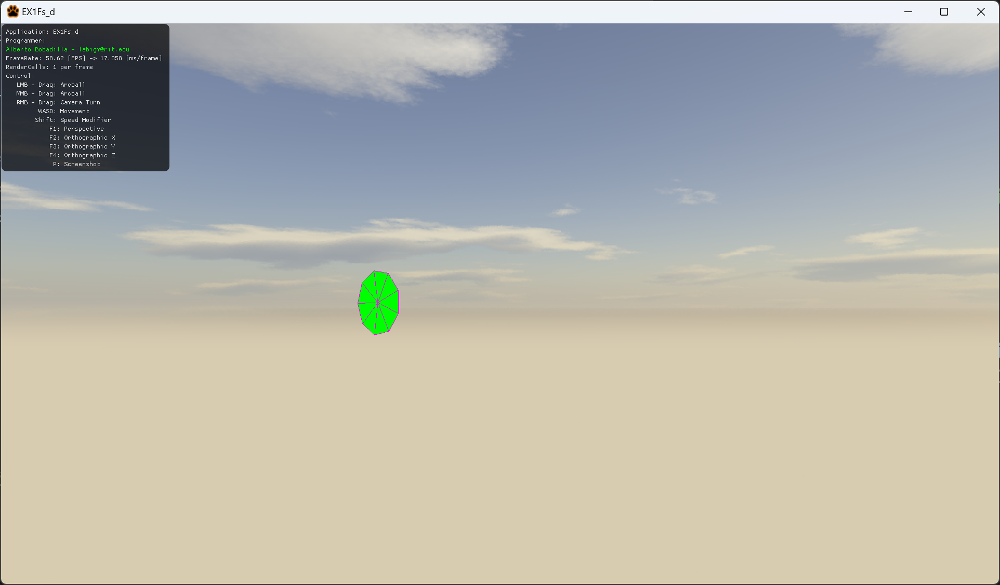 EX1Fs_d
Application: EX1Fs_d
Programmer:
Alberto Bobadilla - labigm@rit.edu
FrameRate: 58.62 [FPS] -> 17.058 [ms/frame]
RenderCalls: 1 per frame
Control:
LMB + Drag: Arcball
MMB + Drag: Arcball
RMB + Drag: Camera Turn
WASD: Movement
Shift: Speed Modifier
F1: Perspective
F2: Orthographic X
F3: Orthographic Y
F4: Orthographic Z
P: Screenshot